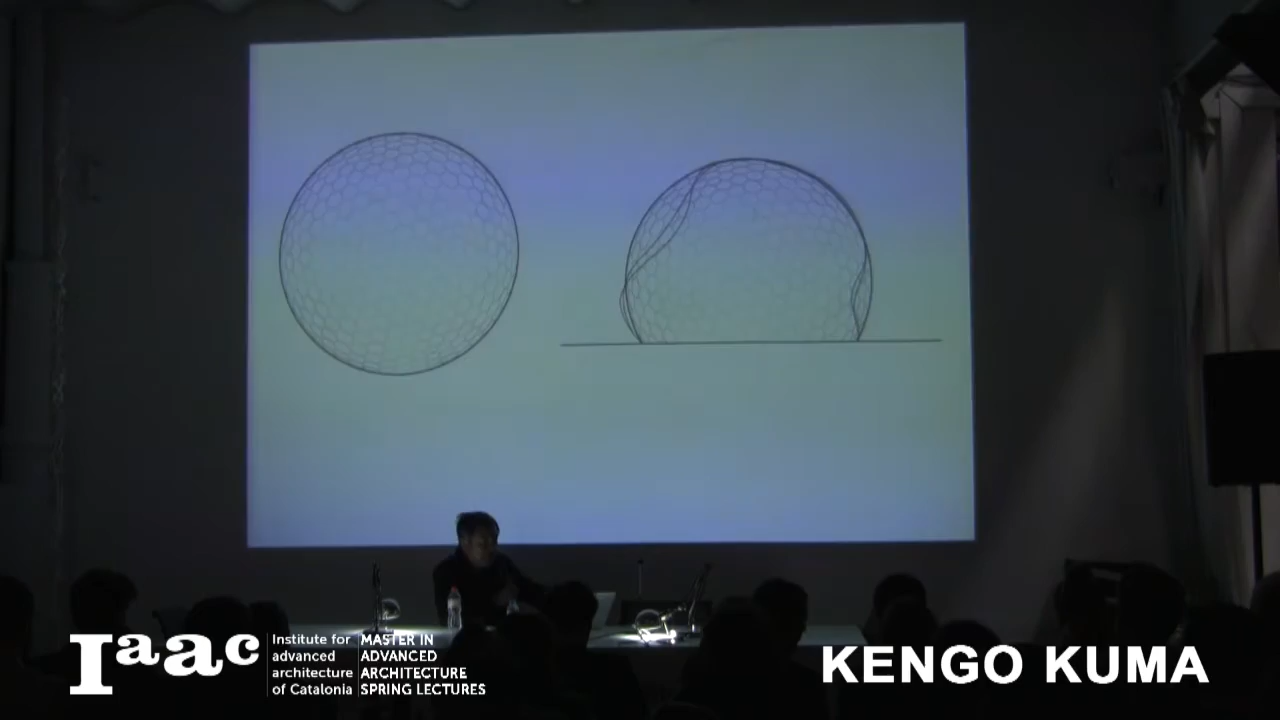 Iaac
Institute for
advanced
architecture
of Catalonia
MASTER IN
ADVANCED
ARCHITECTURE
SPRING LECTURES
KENGO KUMA